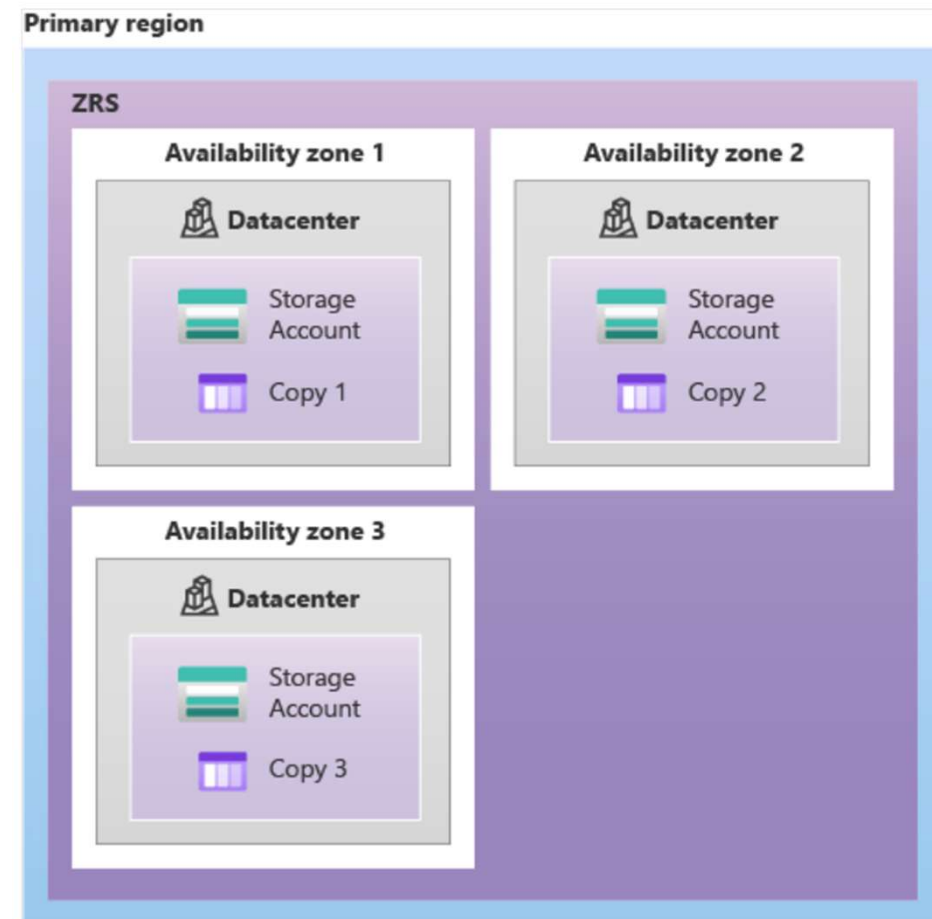 Primary region
ZRS
Availability zone 1
Datacenter
Storage
Account
Copy 1
Availability zone 2
Datacenter
Storage
Account
Copy 2
Availability zone 3
Datacenter
Storage
Account
Copy 3